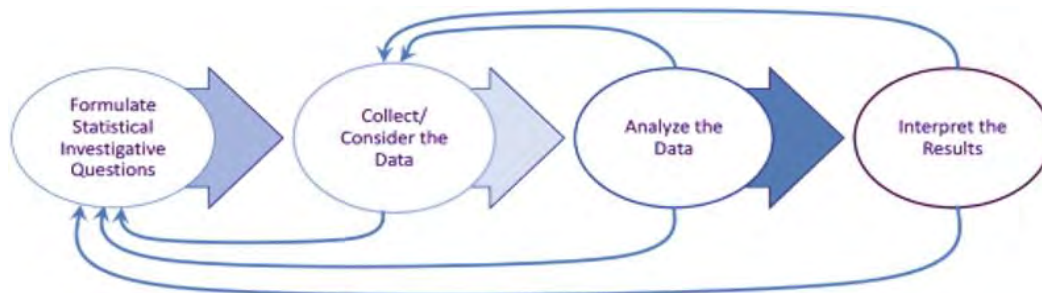 Formulate
Statistical
Investigative
Questions
Collect/
Consider the
Data
Analyze the
Data
Interpret the
Results